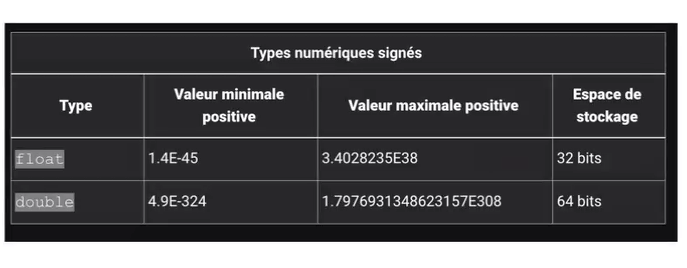 Types numériques signés
Type
Valeur minimale
positive
Valeur maximale positive
Espace de
stockage
float
1.4E-45
3.4028235E38
32 bits
double
4.9E-324
1.7976931348623157E308
64 bits